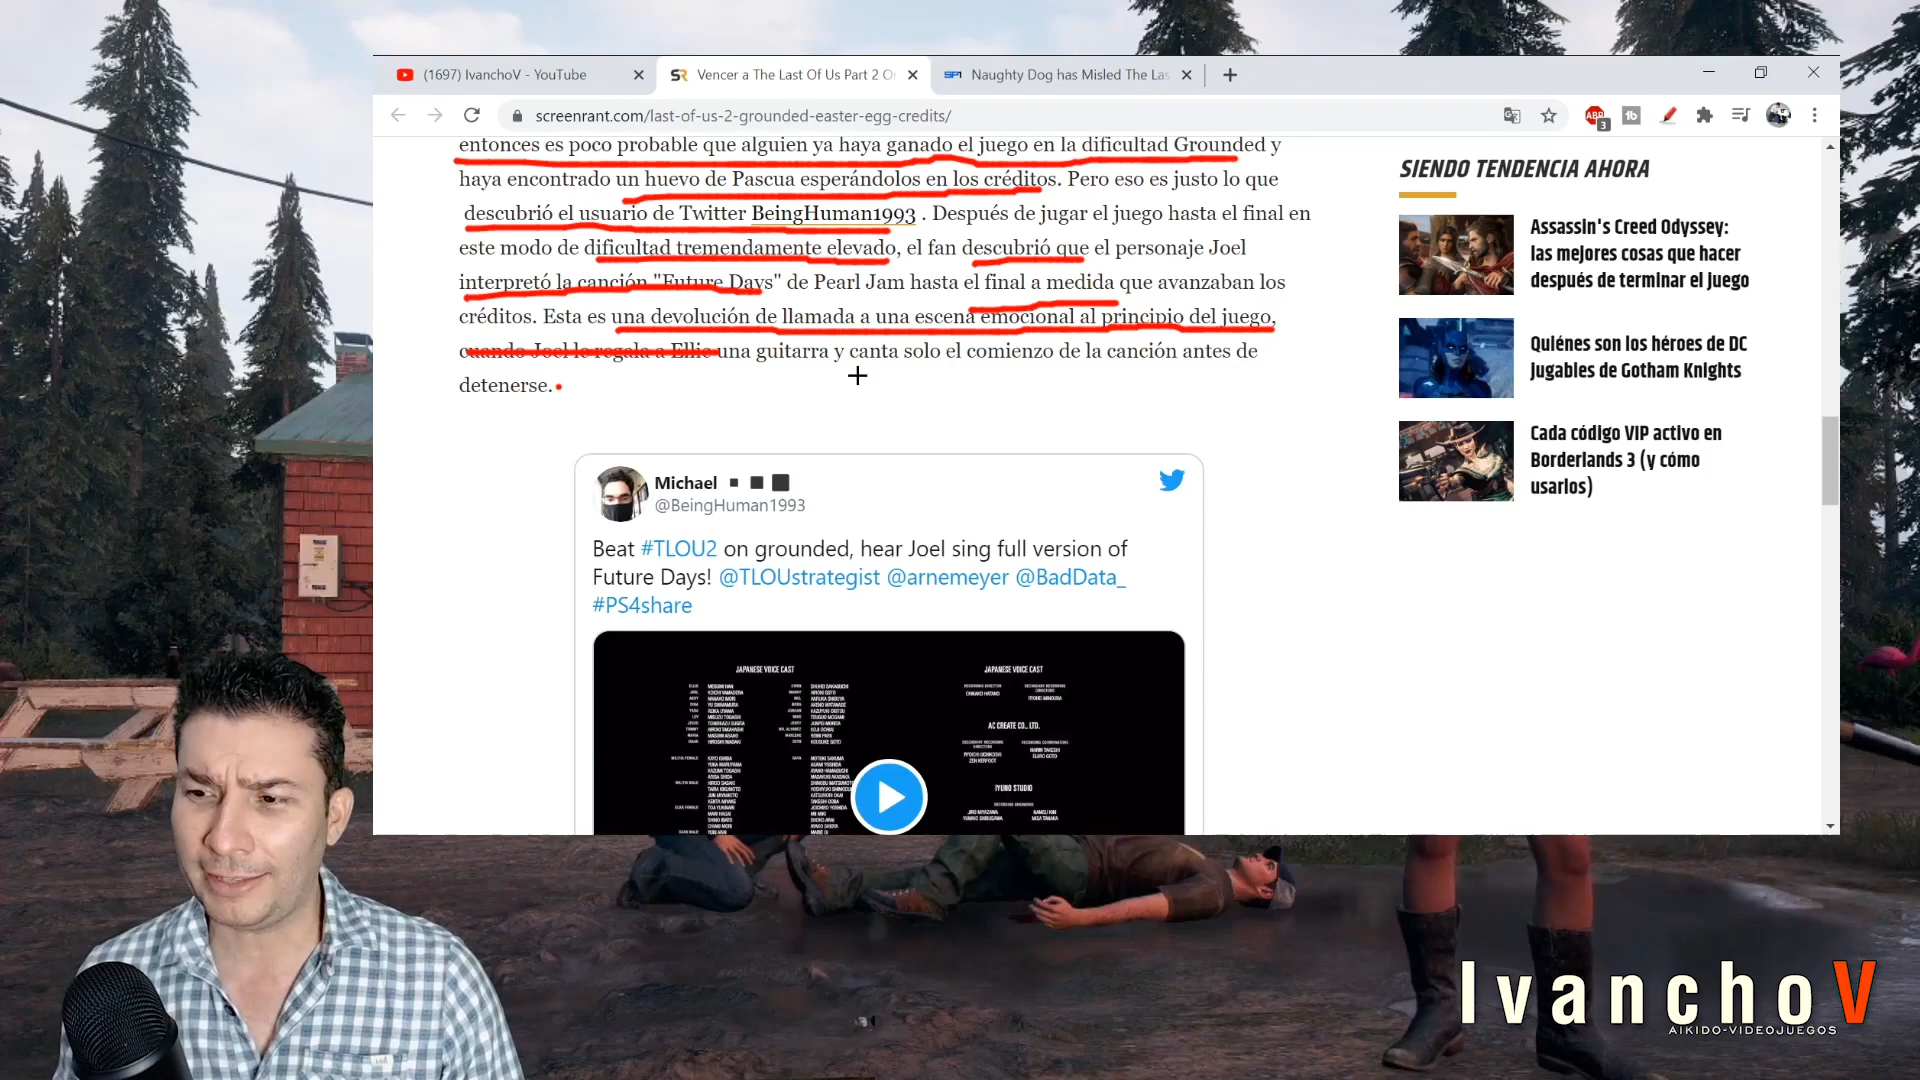 (1697) IvanchoV - YouTube
Vencer a The Last Of Us Part 2 O
Naughty Dog has Misled The Las
screenrant.com/last-of-us-2-grounded-easter-egg-credits/
entonces es poco probable que alguien ya haya ganado el juego en la dificultad Grounded y
haya encontrado un huevo de Pascua esperándolos en los créditos. Pero eso es justo lo que
descubrió el usuario de Twitter BeingHuman1993 . Después de jugar el juego hasta el final en
este modo de dificultad tremendamente elevado, el fan descubrió que el personaje Joel
interpretó la canción "Future Days" de Pearl Jam hasta el final a medida que avanzaban los
créditos. Esta es una devolución de llamada a una escena emocional al principio del juego,
cuando Joel le regala a Ellie una guitarra y canta solo el comienzo de la canción antes de
detenerse.
Michael
@BeingHuman1993
Beat #TLOU2 on grounded, hear Joel sing full version of
Future Days! @TLOUstrategist @arnemeyer @BadData_
#PS4share
JAPANESE VOICE CAST
JAPANESE VOICE CAST
AC CREATE CO., LTD.
IYUNO STUDIO
SIENDO TENDENCIA AHORA
Assassin's Creed Odyssey:
las mejores cosas que hacer
después de terminar el juego
Quiénes son los héroes de DC
jugables de Gotham Knights
Cada código VIP activo en
Borderlands 3 (y cómo
usarlos)
IvanchoV
AIKIDO-VIDEOJUEGOS